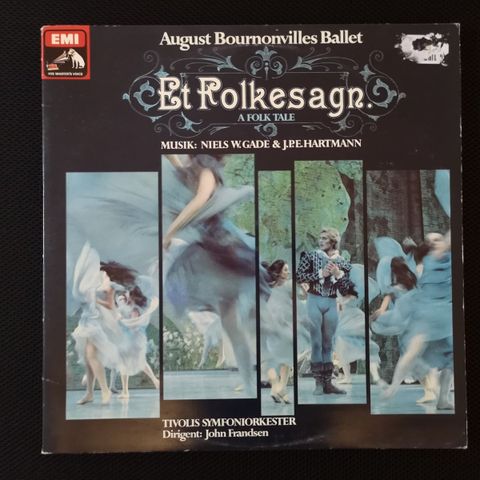 EMI
HIS MASTER'S VOICE
August Bournonvilles Ballet
Et Folkesagn.
A FOLK TALE
MUSIK: NIELS W. GADE & J.P.E. HARTMANN
TIVOLIS SYMFONIORKESTER
Dirigent: John Frandsen